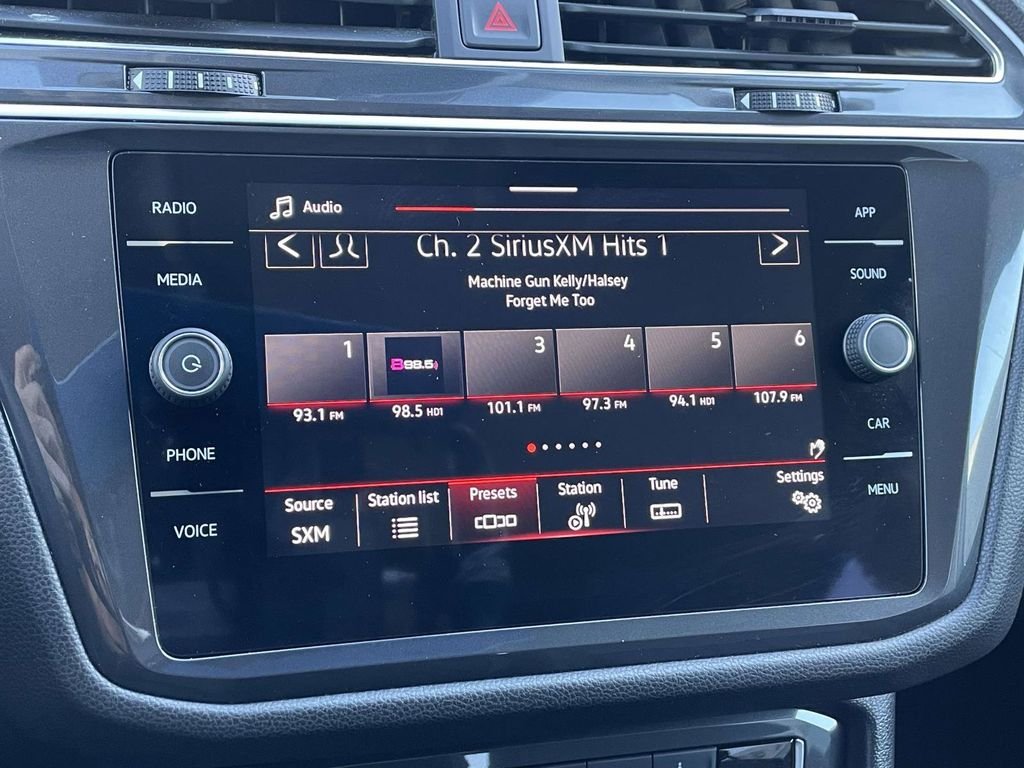 RADIO
MEDIA
PHONE
VOICE
Audio
Ch. 2 SiriusXM Hits 1
Machine Gun Kelly/Halsey
Forget Me Too
1
B98.5
3
4
5
6
93.1 FM
98.5 HD1
101.1 FM
97.3 FM
94.1 HD1
107.9 FM
Source
SXM
Station list
Presets
Station
Tune
Settings
APP
SOUND
CAR
MENU